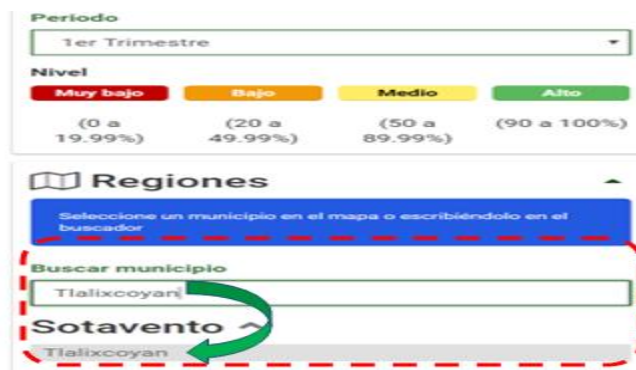 Periodo
1er Trimestre
Nivel
Muy bajo Bajo Medio Alto
(0 a 19.99%) (20 a 49.99%) (50 a 89.99%) (90 a 100%)
Regiones
Seleccione un municipio en el mapa o escribiéndolo en el
buscador
Buscar municipio
Tlalixcoyan
Sotavento
Tlalixcoyan